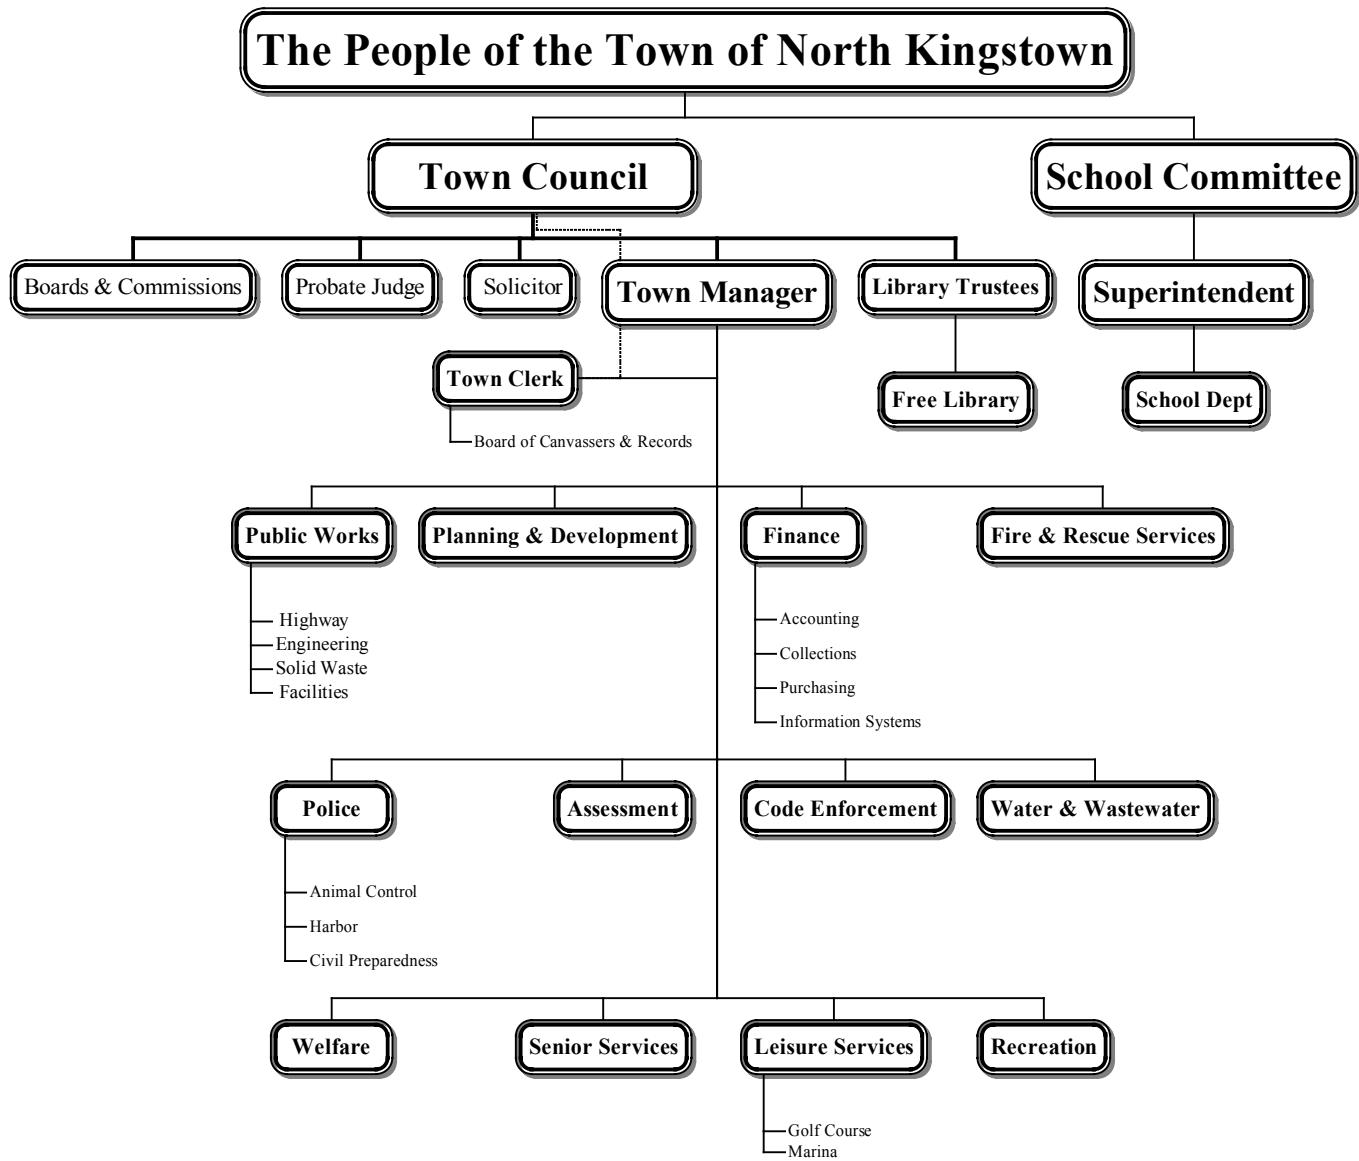 The People of the Town of North Kingstown
Town Council
School Committee
Boards & Commissions
Probate Judge
Solicitor
Town Manager
Library Trustees
Superintendent
Town Clerk
Free Library
School Dept
Board of Canvassers & Records
Public Works
Planning & Development
Finance
Fire & Rescue Services
Highway
Engineering
Solid Waste
Facilities
Accounting
Collections
Purchasing
Information Systems
Police
Assessment
Code Enforcement
Water & Wastewater
Animal Control
Harbor
Civil Preparedness
Welfare
Senior Services
Leisure Services
Recreation
Golf Course
Marina